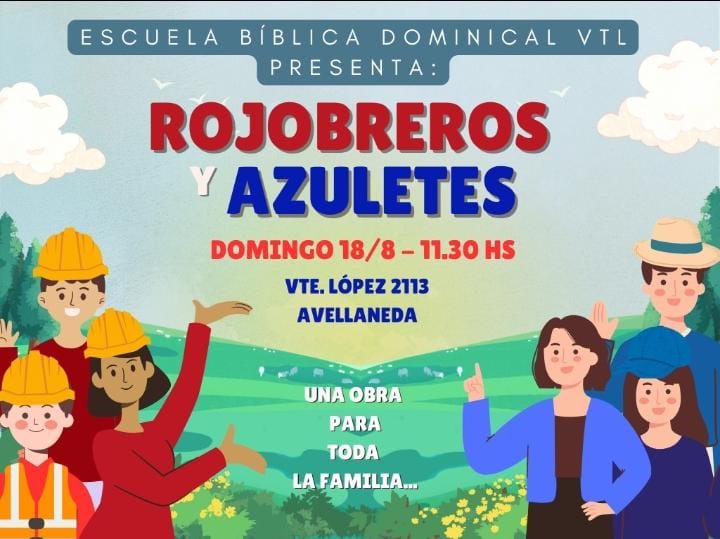 ESCUELA BÍBLICA DOMINICAL VTL
PRESENTA:
ROJOBREROS
Y AZULETES
DOMINGO 18/8 - 11.30 HS
VTE. LÓPEZ 2113
AVELLANEDA
UNA OBRA
PARA
TODA
LA FAMILIA...